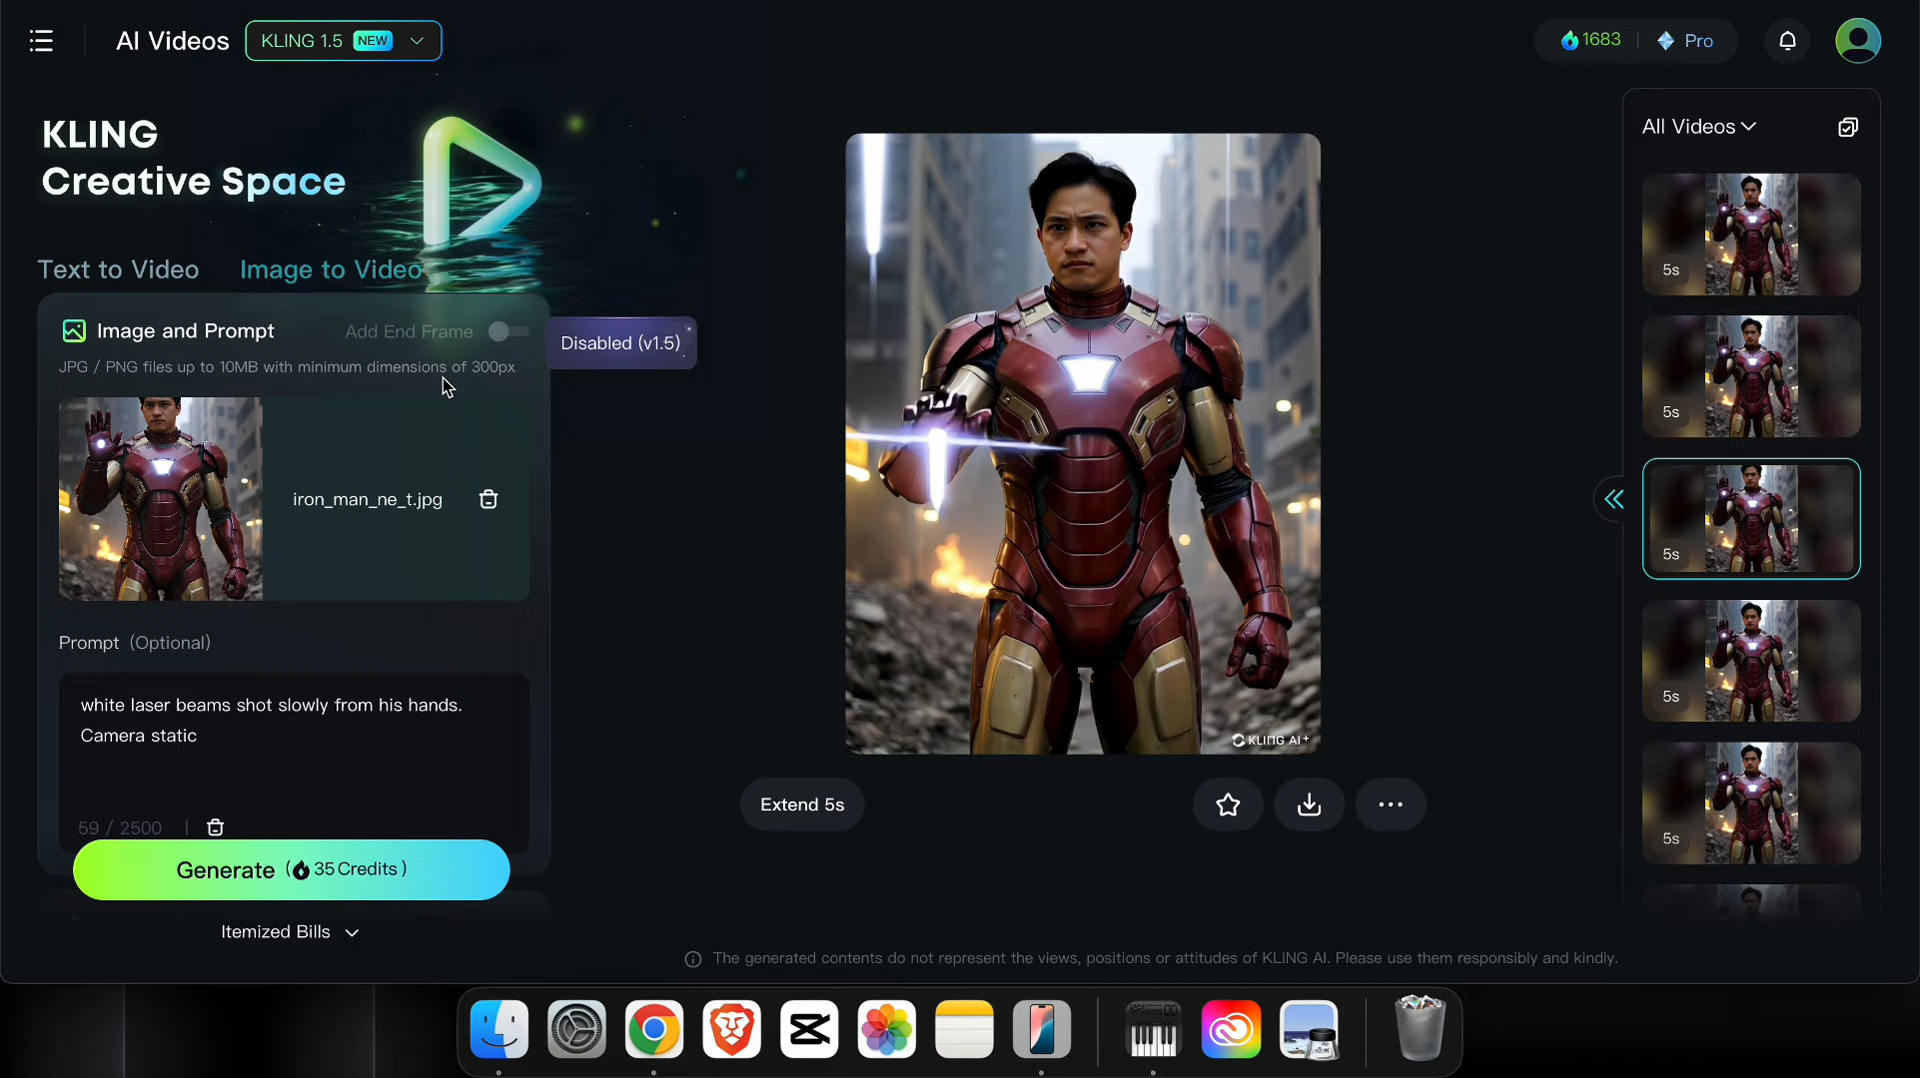 AI Videos
KLING 1.5 NEW
1683
Pro
KLING
Creative Space
Text to Video
Image to Video
Image and Prompt
Add End Frame
Disabled (v1.5)
JPG / PNG files up to 10MB with minimum dimensions of 300px
iron_man_ne_t.jpg
Prompt (Optional)
white laser beams shot slowly from his hands.
Camera static
59 / 2500
Generate ( 35 Credits )
Itemized Bills
KLING AI+
Extend 5s
All Videos
5s
5s
5s
5s
5s
The generated contents do not represent the views, positions or attitudes of KLING AI. Please use them responsibly and kindly.